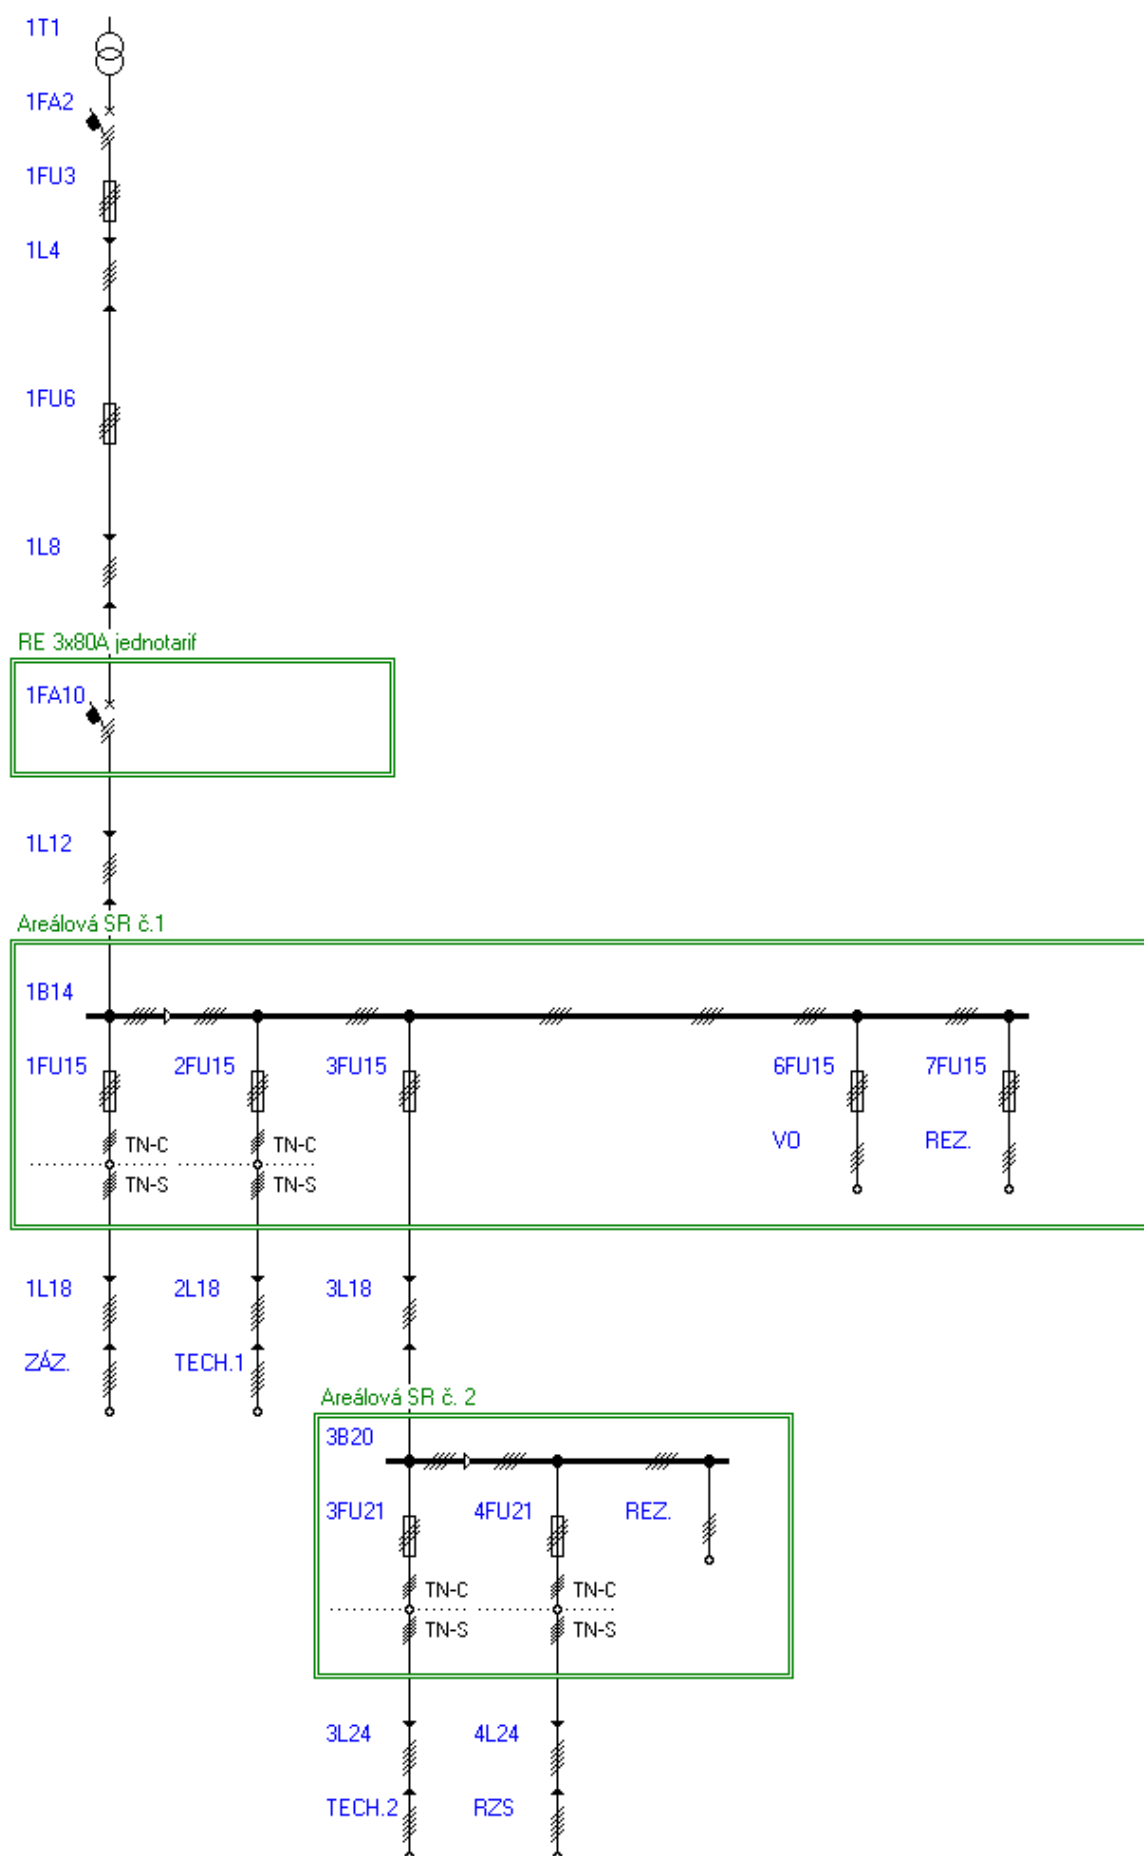 1T1
1FA2
1FU3
1L4
1FU6
1L8
RE 3x80A jednotarif
1FA10
1L12
Areálová SR č.1
1B14
1FU15 2FU15 3FU15 6FU15 7FU15
TN-C TN-C VO REZ.
TN-S TN-S
1L18 2L18 3L18
ZÁZ. TECH.1
Areálová SR č. 2
3B20
3FU21 4FU21 REZ.
TN-C TN-C
TN-S TN-S
3L24 4L24
TECH.2 RZS